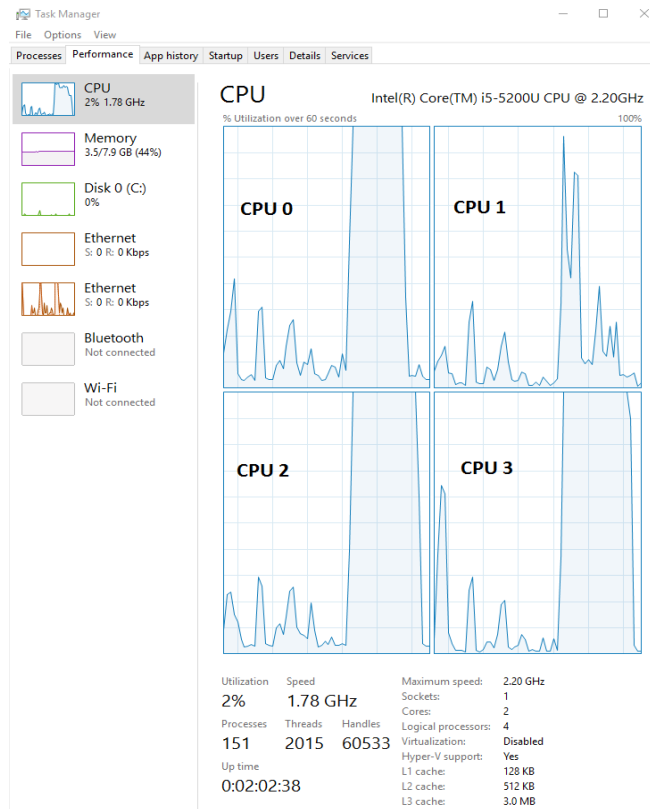 Task Manager
File Options View
Processes Performance App history Startup Users Details Services
CPU
2% 1.78 GHz
Memory
3.5/7.9 GB (44%)
Disk 0 (C:)
0%
Ethernet
S: 0 R: 0 Kbps
Ethernet
S: 0 R: 0 Kbps
Bluetooth
Not connected
Wi-Fi
Not connected
CPU Intel(R) Core(TM) i5-5200U CPU @ 2.20GHz
% Utilization over 60 seconds 100%
CPU 0 CPU 1
CPU 2 CPU 3
Utilization Speed
2% 1.78 GHz
Processes Threads Handles
151 2015 60533
Up time
0:02:02:38
Maximum speed: 2.20 GHz
Sockets: 1
Cores: 2
Logical processors: 4
Virtualization: Disabled
Hyper-V support: Yes
L1 cache: 128 KB
L2 cache: 512 KB
L3 cache: 3.0 MB